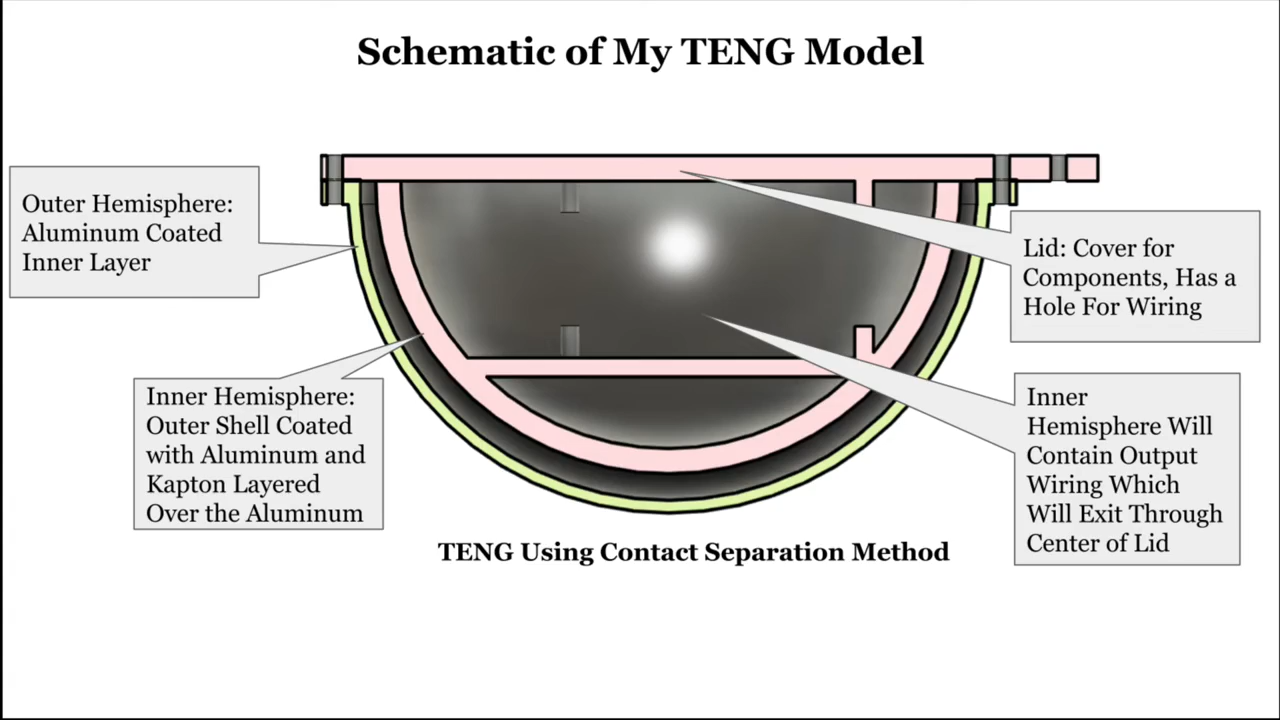 Schematic of My TENG Model
Outer Hemisphere:
Aluminum Coated
Inner Layer
Lid: Cover for
Components, Has a
Hole For Wiring
Inner Hemisphere:
Outer Shell Coated
with Aluminum and
Kapton Layered
Over the Aluminum
Inner
Hemisphere Will
Contain Output
Wiring Which
Will Exit Through
Center of Lid
TENG Using Contact Separation Method